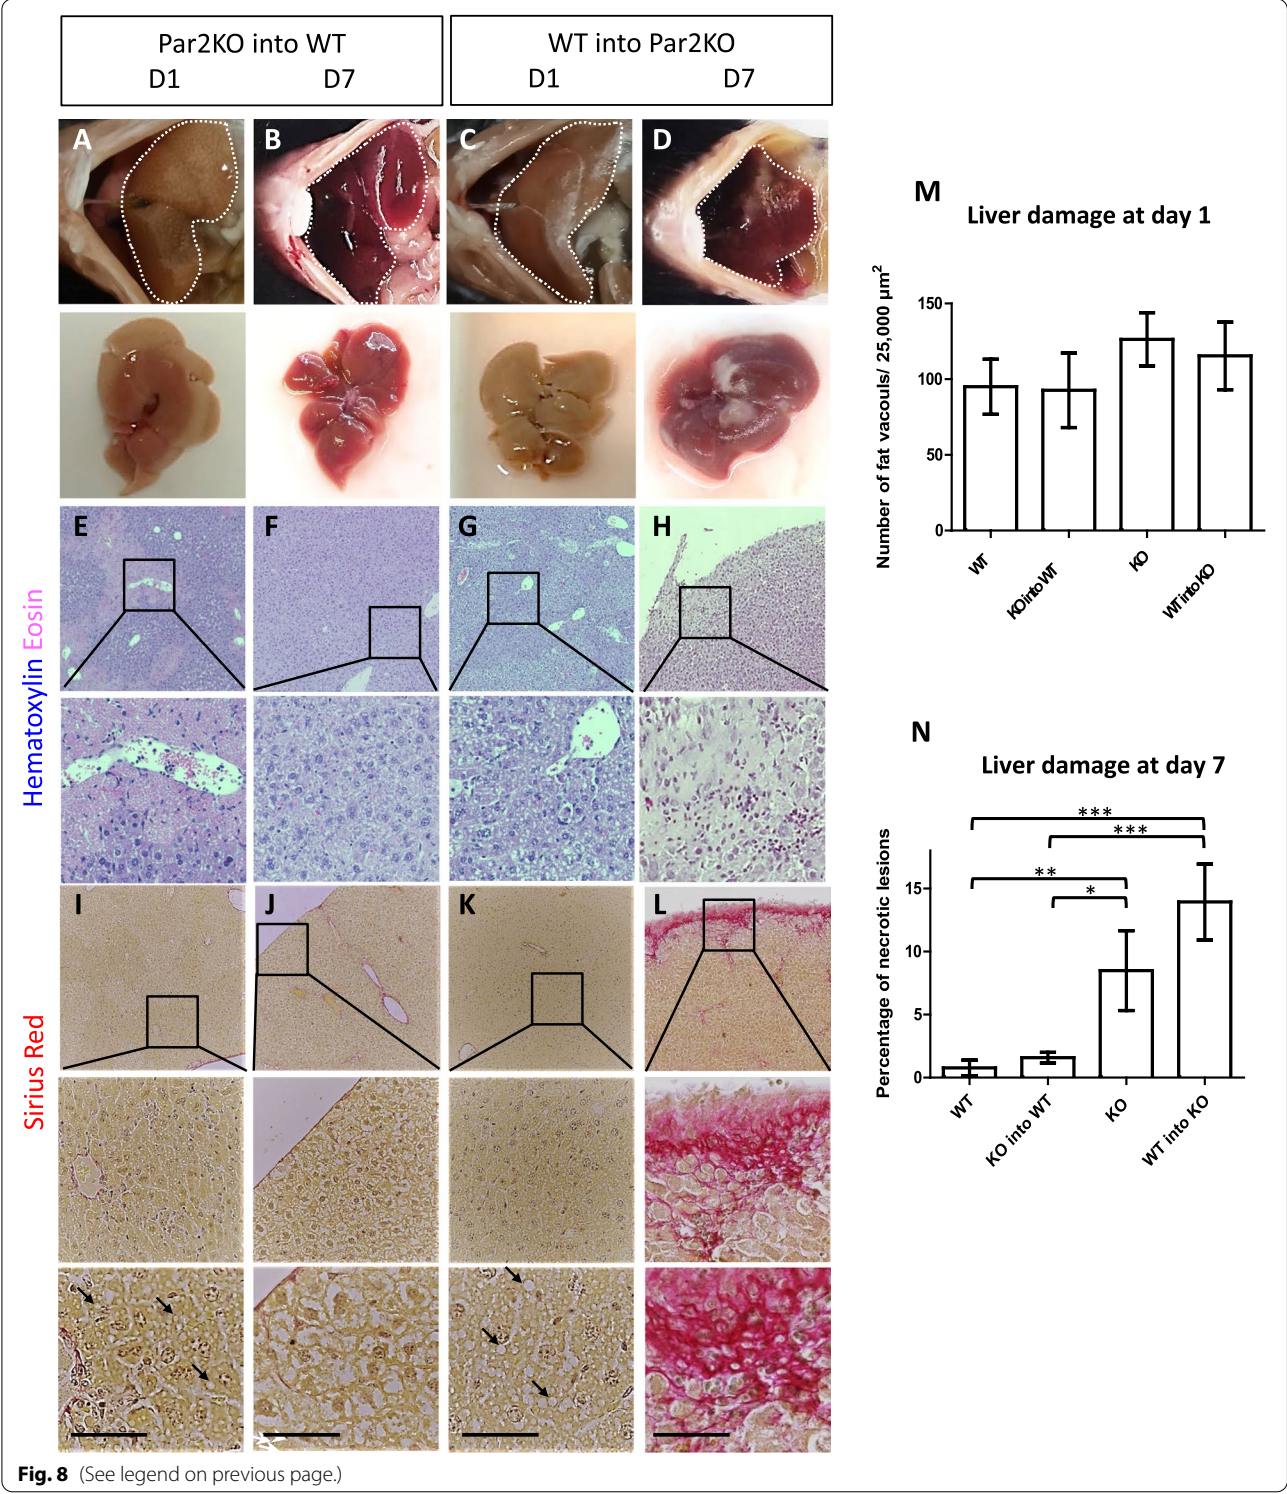 Par2KO into WT
D1 D7
WT into Par2KO
D1 D7
A
B
C
D
E
F
G
H
Hematoxylin Eosin
I
J
K
L
Sirius Red
M
Liver damage at day 1
Number of fat vacouls/ 25,000 µm²
150
100
50
0
WT
KO into WT
KO
WT into KO
N
Liver damage at day 7
***
***
**
*
Percentage of necrotic lesions
15
10
5
0
WT
KO into WT
KO
WT into KO
Fig. 8 (See legend on previous page.)